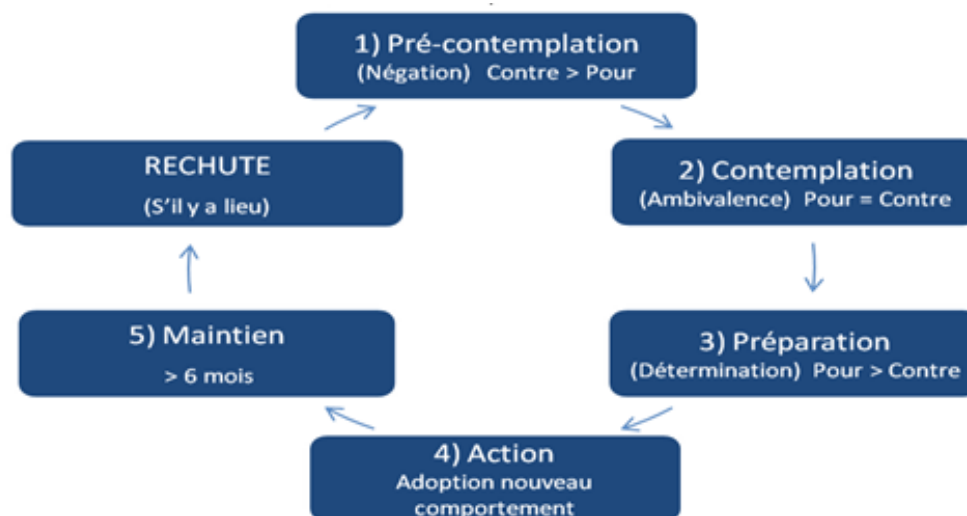 1) Pré-contemplation
(Négation) Contre > Pour
RECHUTE
(S'il y a lieu)
2) Contemplation
(Ambivalence) Pour = Contre
5) Maintien
> 6 mois
3) Préparation
(Détermination) Pour > Contre
4) Action
Adoption nouveau
comportement